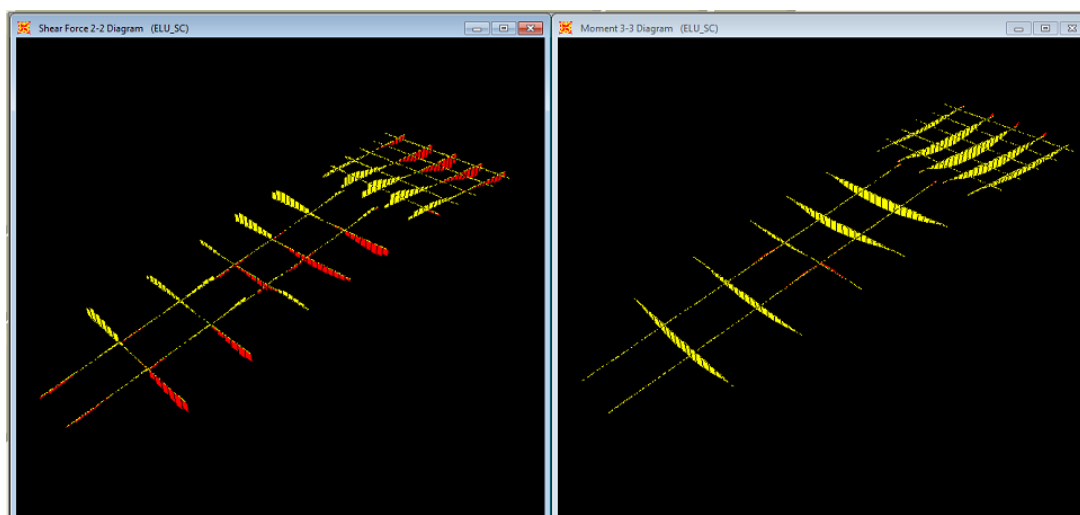 Shear Force 2-2 Diagram (ELU_SC)
Moment 3-3 Diagram (ELU_SC)